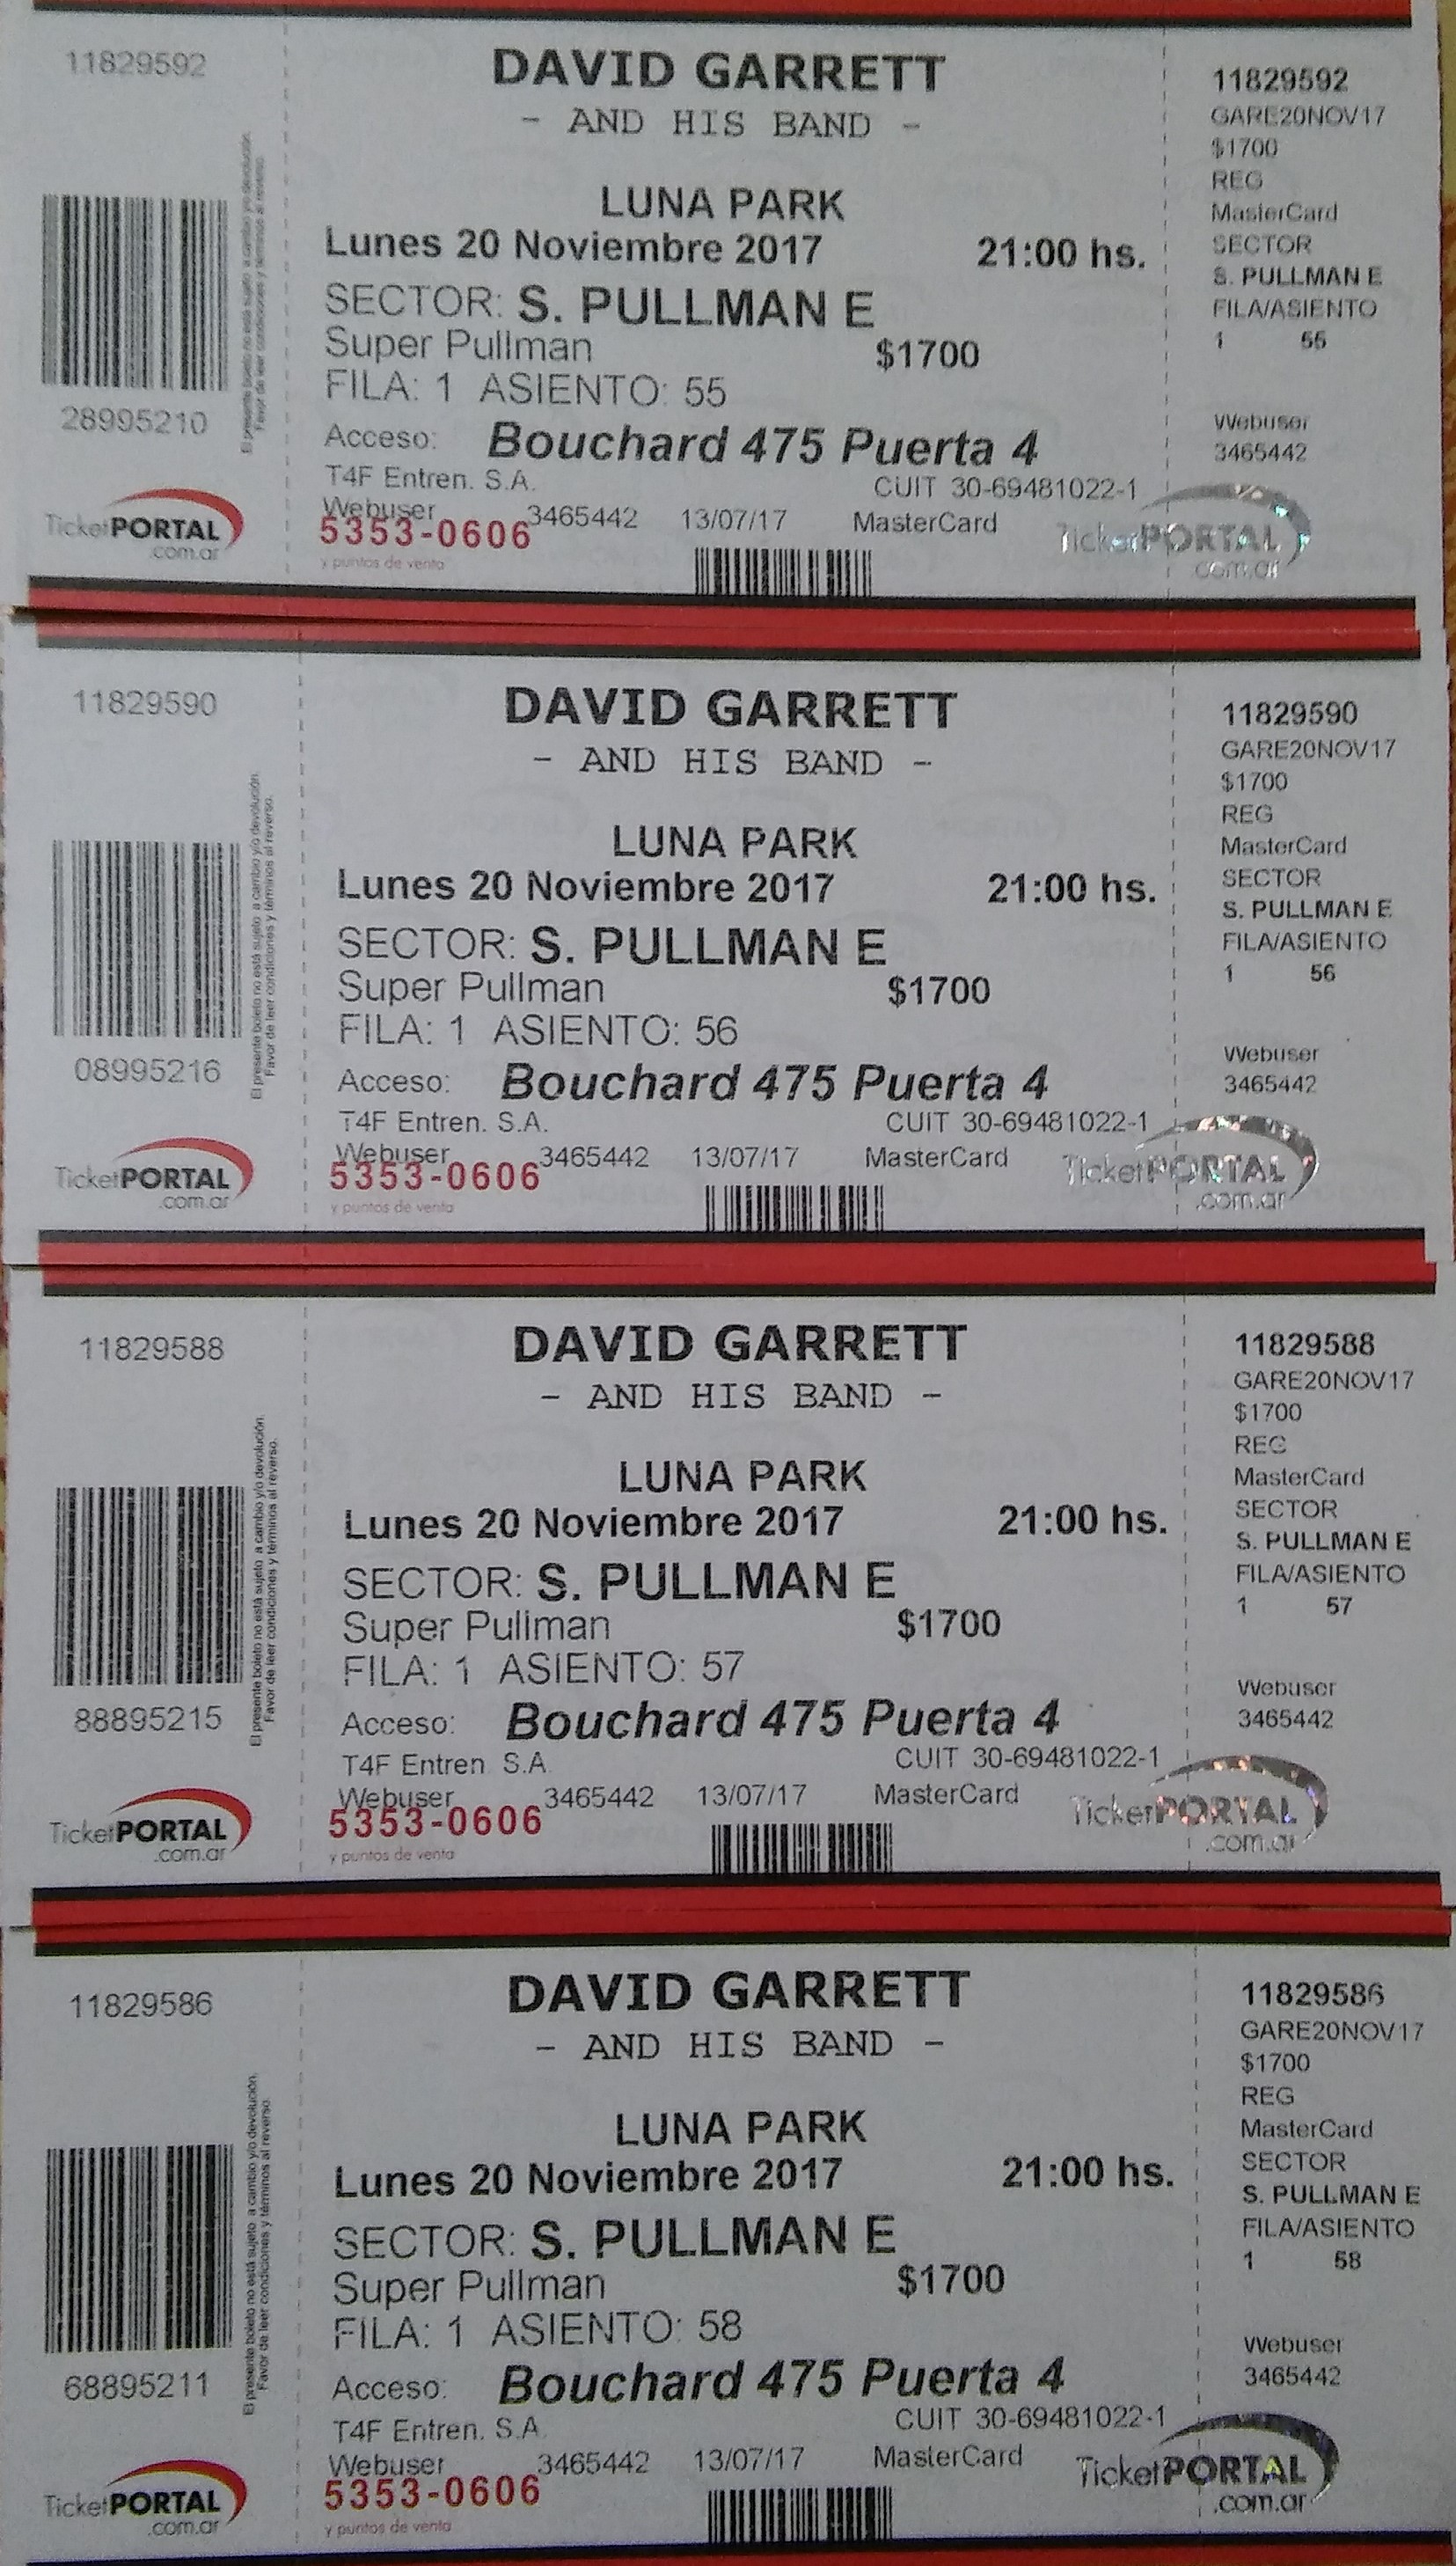 11829592
DAVID GARRETT
- AND HIS BAND -
LUNA PARK
Lunes 20 Noviembre 2017 21:00 hs.
SECTOR: S. PULLMAN E
Super Pullman $1700
FILA: 1 ASIENTO: 55
Acceso: Bouchard 475 Puerta 4
T4F Entren. S.A. CUIT 30-69481022-1
Webuser 3465442 13/07/17 MasterCard
5353-0606
y puntos de venta
28995210
El presente boleto no está sujeto a cambio y/o devolución.
Favor de leer condiciones y términos al reverso.
TicketPORTAL
.com.ar
11829592
GARE20NOV17
$1700
REG
MasterCard
SECTOR
S. PULLMAN E
FILA/ASIENTO
1 55
Webuser
3465442
TicketPORTAL
.com.ar
11829590
DAVID GARRETT
- AND HIS BAND -
LUNA PARK
Lunes 20 Noviembre 2017 21:00 hs.
SECTOR: S. PULLMAN E
Super Pullman $1700
FILA: 1 ASIENTO: 56
Acceso: Bouchard 475 Puerta 4
T4F Entren. S.A. CUIT 30-69481022-1
Webuser 3465442 13/07/17 MasterCard
5353-0606
y puntos de venta
08995216
El presente boleto no está sujeto a cambio y/o devolución.
Favor de leer condiciones y términos al reverso.
TicketPORTAL
.com.ar
11829590
GARE20NOV17
$1700
REG
MasterCard
SECTOR
S. PULLMAN E
FILA/ASIENTO
1 56
Webuser
3465442
TicketPORTAL
.com.ar
11829588
DAVID GARRETT
- AND HIS BAND -
LUNA PARK
Lunes 20 Noviembre 2017 21:00 hs.
SECTOR: S. PULLMAN E
Super Pullman $1700
FILA: 1 ASIENTO: 57
Acceso: Bouchard 475 Puerta 4
T4F Entren S.A CUIT 30-69481022-1
Webuser 3465442 13/07/17 MasterCard
5353-0606
y puntos de venta
88895215
El presente boleto no está sujeto a cambio y/o devolución.
Favor de leer condiciones y términos al reverso.
TicketPORTAL
.com.ar
11829588
GARE20NOV17
$1700
REG
MasterCard
SECTOR
S. PULLMAN E
FILA/ASIENTO
1 57
Webuser
3465442
TicketPORTAL
.com.ar
11829586
DAVID GARRETT
- AND HIS BAND -
LUNA PARK
Lunes 20 Noviembre 2017 21:00 hs.
SECTOR: S. PULLMAN E
Super Pullman $1700
FILA: 1 ASIENTO: 58
Acceso: Bouchard 475 Puerta 4
T4F Entren. S.A. CUIT 30-69481022-1
Webuser 3465442 13/07/17 MasterCard
5353-0606
y puntos de venta
68895211
El presente boleto no está sujeto a cambio y/o devolución.
Favor de leer condiciones y términos al reverso.
TicketPORTAL
.com.ar
11829586
GARE20NOV17
$1700
REG
MasterCard
SECTOR
S. PULLMAN E
FILA/ASIENTO
1 58
Webuser
3465442
TicketPORTAL
.com.ar